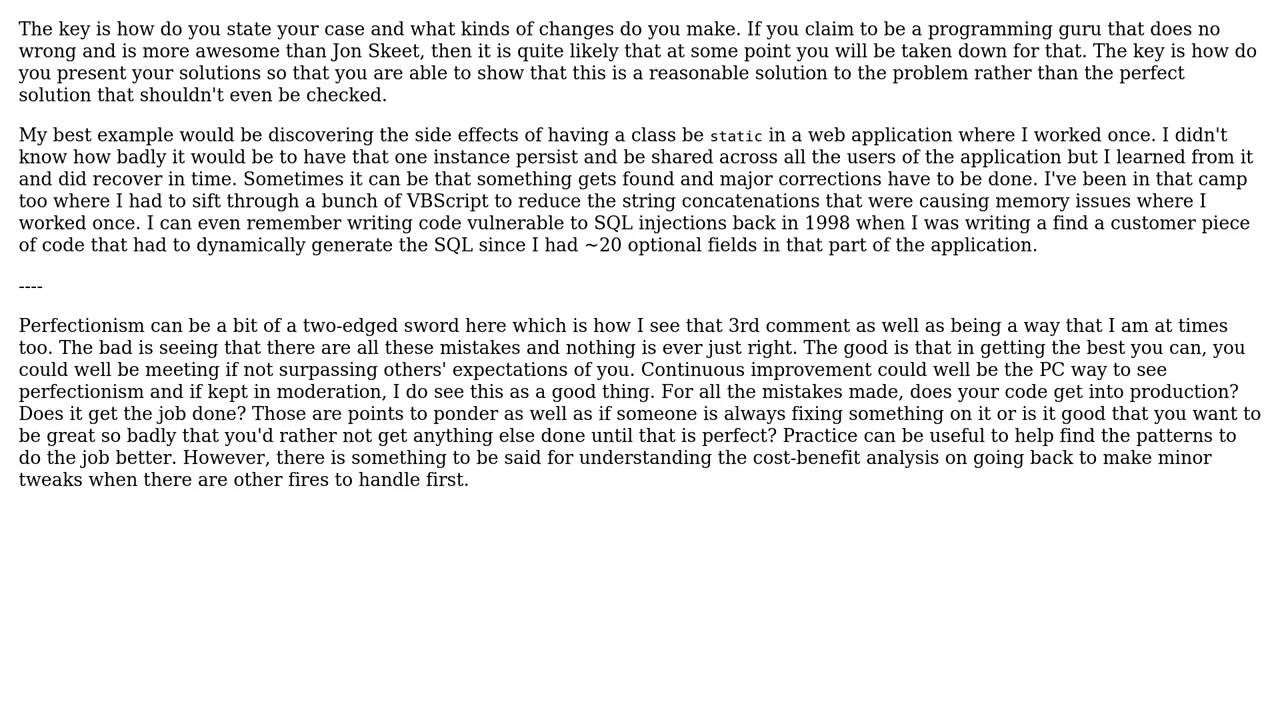 The key is how do you state your case and what kinds of changes do you make. If you claim to be a programming guru that does no
wrong and is more awesome than Jon Skeet, then it is quite likely that at some point you will be taken down for that. The key is how do
you present your solutions so that you are able to show that this is a reasonable solution to the problem rather than the perfect
solution that shouldn't even be checked.
My best example would be discovering the side effects of having a class be static in a web application where I worked once. I didn't
know how badly it would be to have that one instance persist and be shared across all the users of the application but I learned from it
and did recover in time. Sometimes it can be that something gets found and major corrections have to be done. I've been in that camp
too where I had to sift through a bunch of VBScript to reduce the string concatenations that were causing memory issues where I
worked once. I can even remember writing code vulnerable to SQL injections back in 1998 when I was writing a find a customer piece
of code that had to dynamically generate the SQL since I had ~20 optional fields in that part of the application.
----
Perfectionism can be a bit of a two-edged sword here which is how I see that 3rd comment as well as being a way that I am at times
too. The bad is seeing that there are all these mistakes and nothing is ever just right. The good is that in getting the best you can, you
could well be meeting if not surpassing others' expectations of you. Continuous improvement could well be the PC way to see
perfectionism and if kept in moderation, I do see this as a good thing. For all the mistakes made, does your code get into production?
Does it get the job done? Those are points to ponder as well as if someone is always fixing something on it or is it good that you want to
be great so badly that you'd rather not get anything else done until that is perfect? Practice can be useful to help find the patterns to
do the job better. However, there is something to be said for understanding the cost-benefit analysis on going back to make minor
tweaks when there are other fires to handle first.